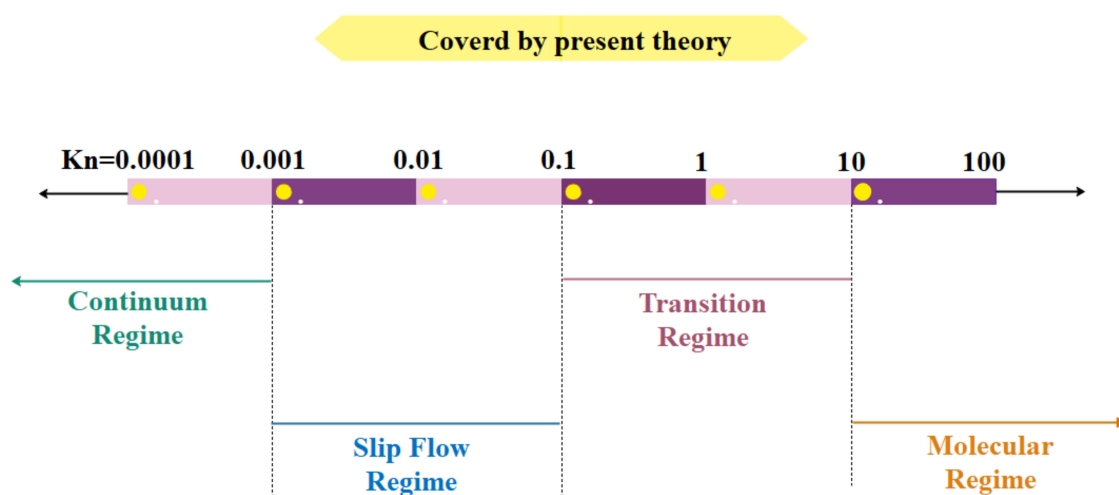 Coverd by present theory
Kn=0.0001 0.001 0.01 0.1 1 10 100
Continuum
Regime
Transition
Regime
Slip Flow
Regime
Molecular
Regime